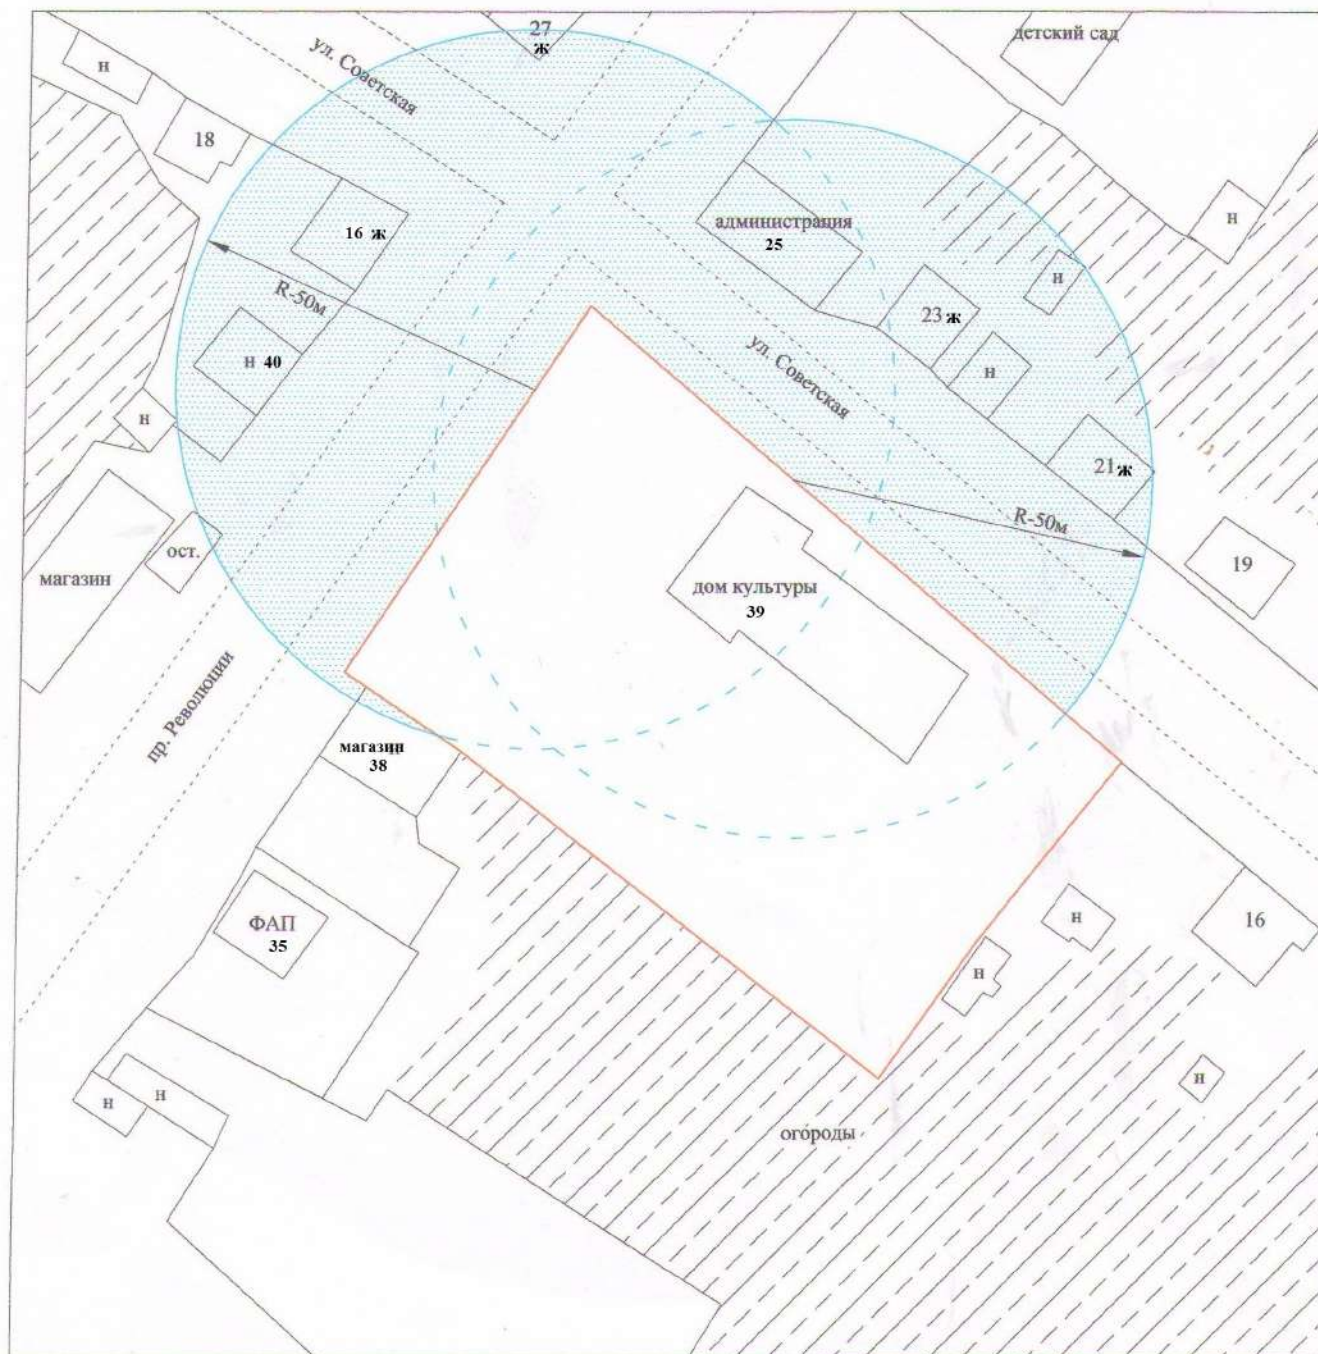 27
ж
детский сад
ул. Советская
н
18
н
администрация
25
16 ж
н
R-50м
23 ж
н 40
ул. Советская
н
н
21 ж
R-50м
ост.
магазин
19
дом культуры
39
пр. Революции
магазин
38
ФАП
35
н
16
н
н
н
н
огороды